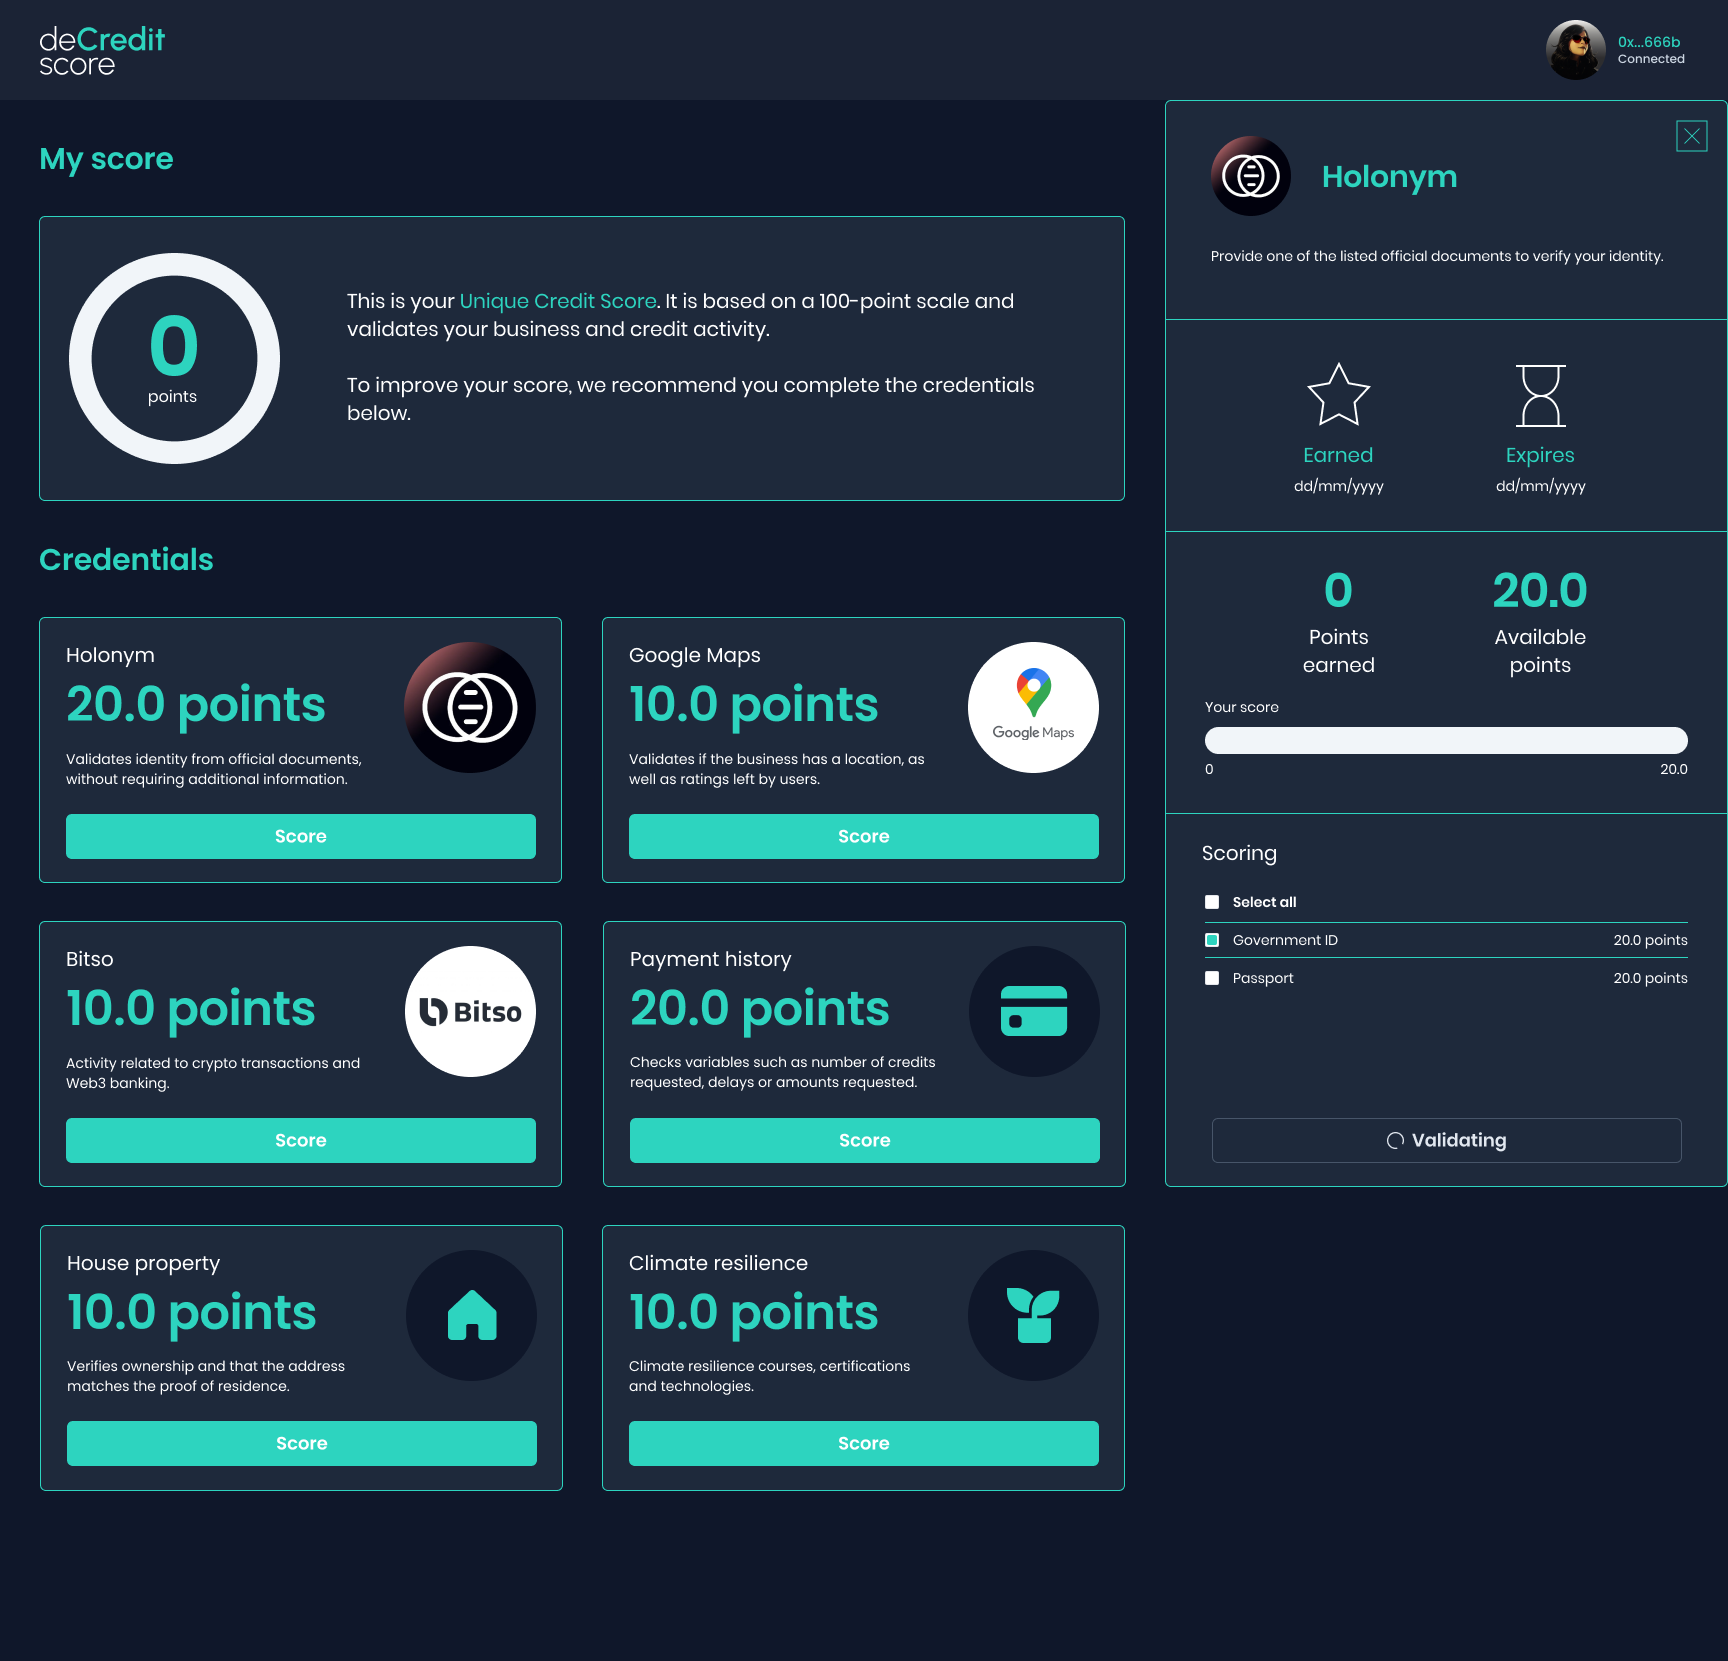 deCredit
score
0x...666b
Connected
My score
0
points
This is your Unique Credit Score. It is based on a 100-point scale and
validates your business and credit activity.
To improve your score, we recommend you complete the credentials
below.
Credentials
Holonym
20.0 points
Validates identity from official documents,
without requiring additional information.
Score
Google Maps
10.0 points
Validates if the business has a location, as
well as ratings left by users.
Google Maps
Score
Bitso
10.0 points
Activity related to crypto transactions and
Web3 banking.
Bitso
Score
Payment history
20.0 points
Checks variables such as number of credits
requested, delays or amounts requested.
Score
House property
10.0 points
Verifies ownership and that the address
matches the proof of residence.
Score
Climate resilience
10.0 points
Climate resilience courses, certifications
and technologies.
Score
Holonym
Provide one of the listed official documents to verify your identity.
Earned
dd/mm/yyyy
Expires
dd/mm/yyyy
0
Points
earned
20.0
Available
points
Your score
0
20.0
Scoring
Select all
Government ID 20.0 points
Passport 20.0 points
Validating